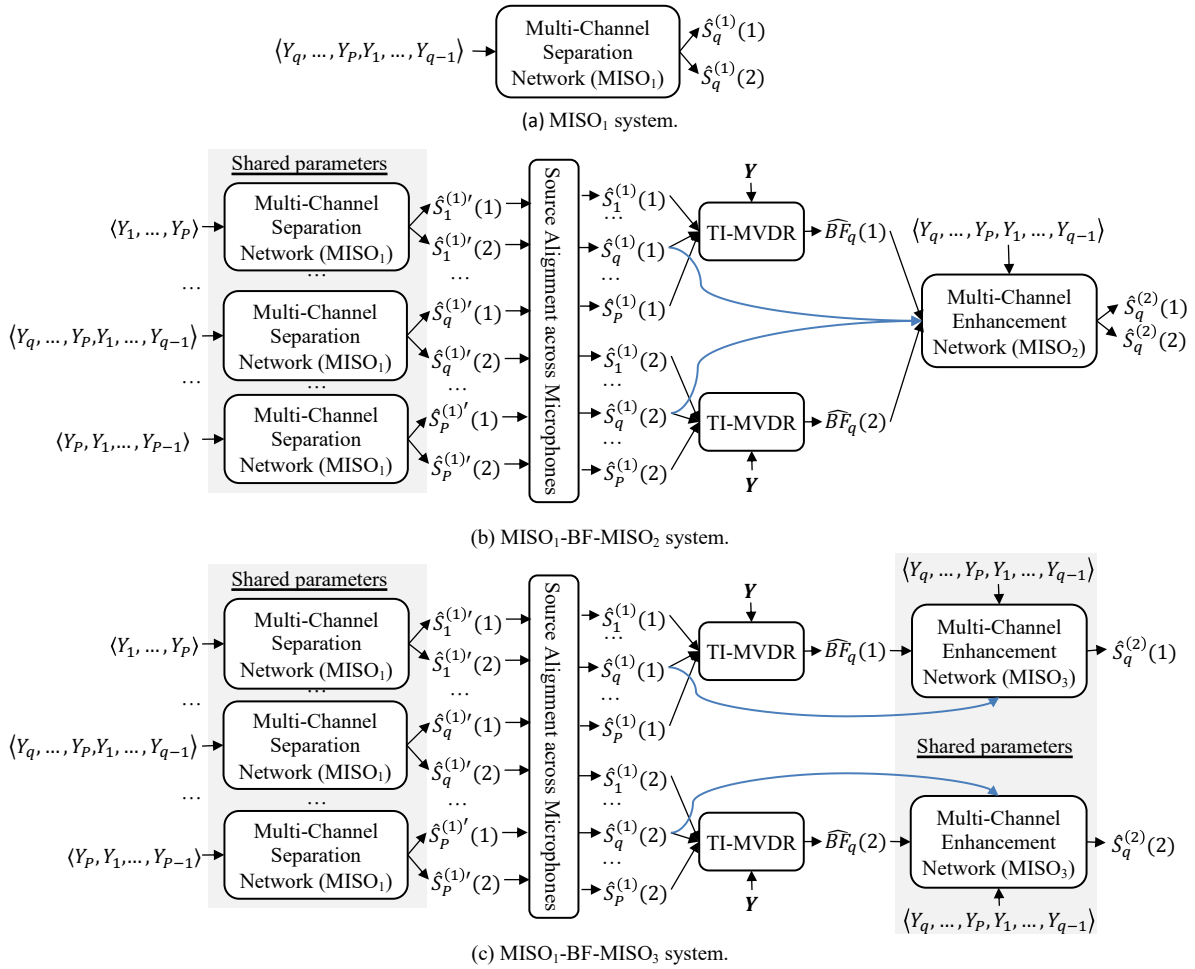 ⟨Y_q, …, Y_P, Y_1, …, Y_{q−1}⟩
Multi-Channel
Separation
Network (MISO₁)
Ŝ_q^{(1)}(1)
Ŝ_q^{(1)}(2)
(a) MISO₁ system.
Shared parameters
⟨Y_1, …, Y_P⟩
Multi-Channel
Separation
Network (MISO₁)
Ŝ_1^{(1)′}(1)
Ŝ_1^{(1)′}(2)
…
…
…
⟨Y_q, …, Y_P, Y_1, …, Y_{q−1}⟩
Multi-Channel
Separation
Network (MISO₁)
Ŝ_q^{(1)′}(1)
Ŝ_q^{(1)′}(2)
…
…
…
⟨Y_P, Y_1, …, Y_{P−1}⟩
Multi-Channel
Separation
Network (MISO₁)
Ŝ_P^{(1)′}(1)
Ŝ_P^{(1)′}(2)
Source Alignment across Microphones
Ŝ_1^{(1)}(1)
…
Ŝ_q^{(1)}(1)
…
Ŝ_P^{(1)}(1)
Ŝ_1^{(1)}(2)
…
Ŝ_q^{(1)}(2)
…
Ŝ_P^{(1)}(2)
Y
TI-MVDR
B̂F_q(1)
TI-MVDR
B̂F_q(2)
Y
⟨Y_q, …, Y_P, Y_1, …, Y_{q−1}⟩
Multi-Channel
Enhancement
Network (MISO₂)
Ŝ_q^{(2)}(1)
Ŝ_q^{(2)}(2)
(b) MISO₁-BF-MISO₂ system.
Shared parameters
⟨Y_1, …, Y_P⟩
Multi-Channel
Separation
Network (MISO₁)
Ŝ_1^{(1)′}(1)
Ŝ_1^{(1)′}(2)
…
…
…
⟨Y_q, …, Y_P, Y_1, …, Y_{q−1}⟩
Multi-Channel
Separation
Network (MISO₁)
Ŝ_q^{(1)′}(1)
Ŝ_q^{(1)′}(2)
…
…
…
⟨Y_P, Y_1, …, Y_{P−1}⟩
Multi-Channel
Separation
Network (MISO₁)
Ŝ_P^{(1)′}(1)
Ŝ_P^{(1)′}(2)
Source Alignment across Microphones
Ŝ_1^{(1)}(1)
…
Ŝ_q^{(1)}(1)
…
Ŝ_P^{(1)}(1)
Ŝ_1^{(1)}(2)
…
Ŝ_q^{(1)}(2)
…
Ŝ_P^{(1)}(2)
Y
TI-MVDR
B̂F_q(1)
TI-MVDR
B̂F_q(2)
Y
⟨Y_q, …, Y_P, Y_1, …, Y_{q−1}⟩
Multi-Channel
Enhancement
Network (MISO₃)
Ŝ_q^{(2)}(1)
Shared parameters
Multi-Channel
Enhancement
Network (MISO₃)
Ŝ_q^{(2)}(2)
⟨Y_q, …, Y_P, Y_1, …, Y_{q−1}⟩
(c) MISO₁-BF-MISO₃ system.